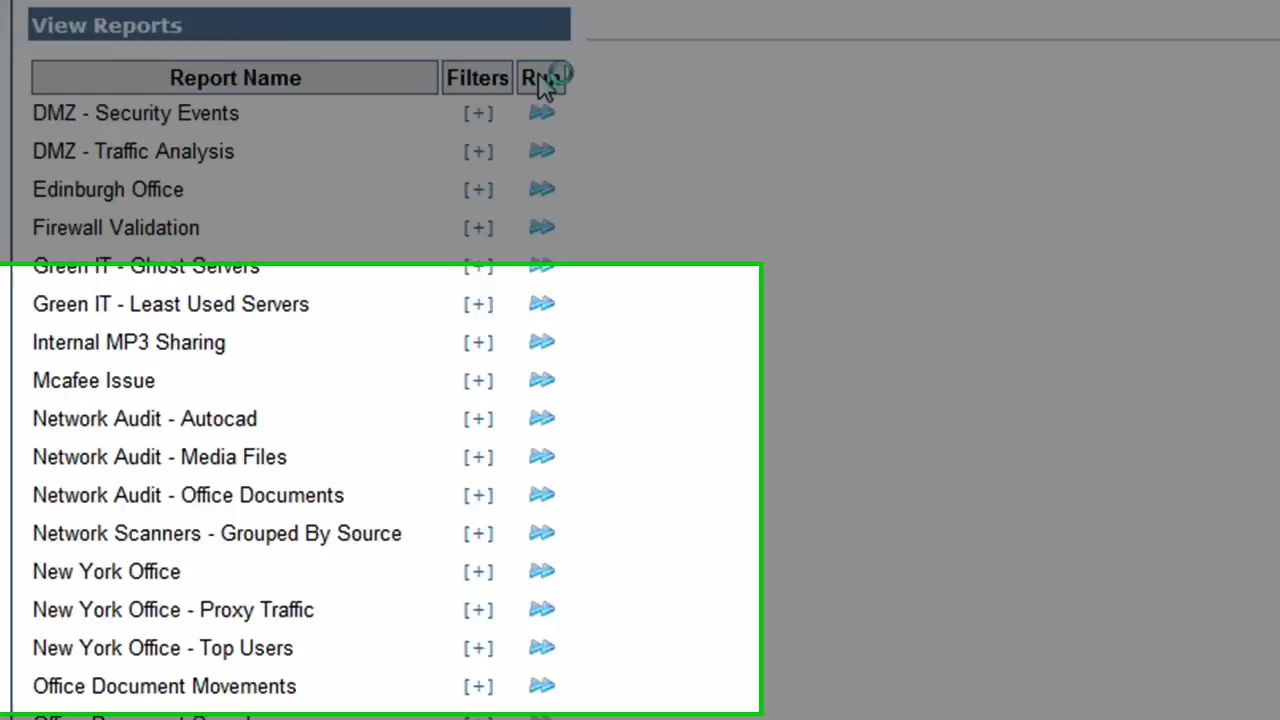 View Reports
Report Name Filters Run
DMZ - Security Events [+]
DMZ - Traffic Analysis [+]
Edinburgh Office [+]
Firewall Validation [+]
Green IT - Ghost Servers [+]
Green IT - Least Used Servers [+]
Internal MP3 Sharing [+]
Mcafee Issue [+]
Network Audit - Autocad [+]
Network Audit - Media Files [+]
Network Audit - Office Documents [+]
Network Scanners - Grouped By Source [+]
New York Office [+]
New York Office - Proxy Traffic [+]
New York Office - Top Users [+]
Office Document Movements [+]